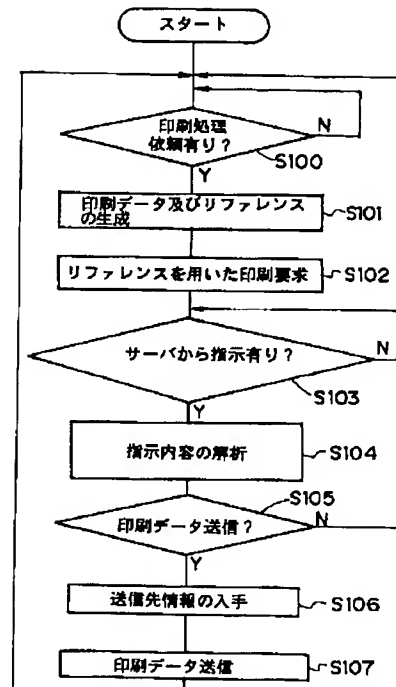 スタート
印刷処理
依頼有り？
N
S100
Y
印刷データ及びリファレンス
の生成
S101
リファレンスを用いた印刷要求
S102
サーバから指示有り？
N
S103
Y
指示内容の解析
S104
S105
印刷データ送信？
N
Y
送信先情報の入手
S106
印刷データ送信
S107